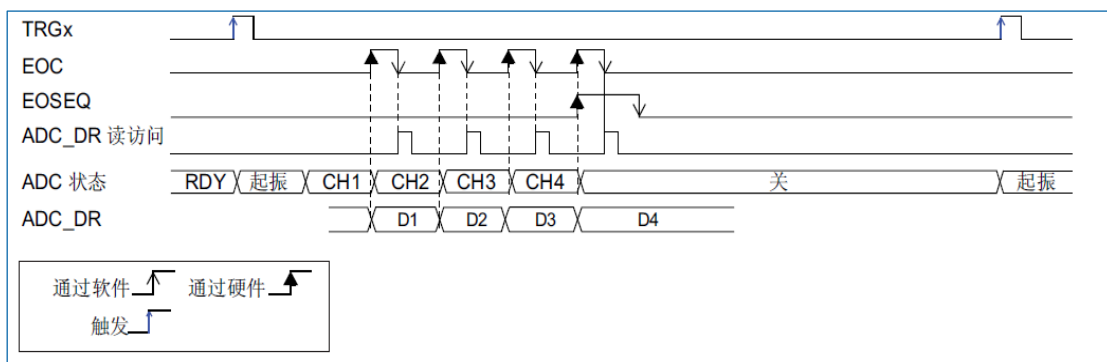 TRGx
EOC
EOSEQ
ADC_DR 读访问
ADC 状态 RDY 起振 CH1 CH2 CH3 CH4 关 起振
ADC_DR D1 D2 D3 D4
通过软件 通过硬件
触发